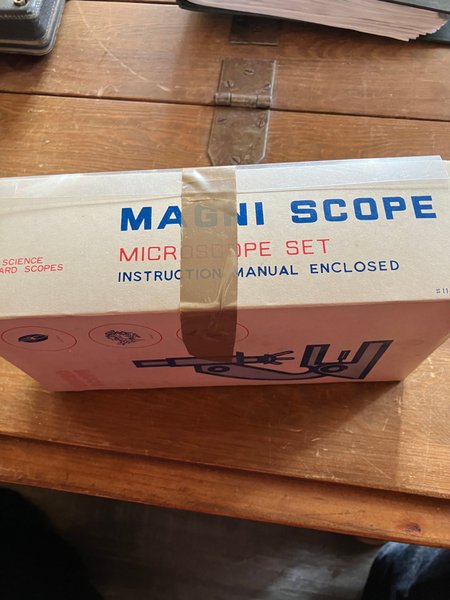 MAGNI SCOPE
MICROSCOPE SET
INSTRUCTION MANUAL ENCLOSED
SCIENCE
ARD SCOPES